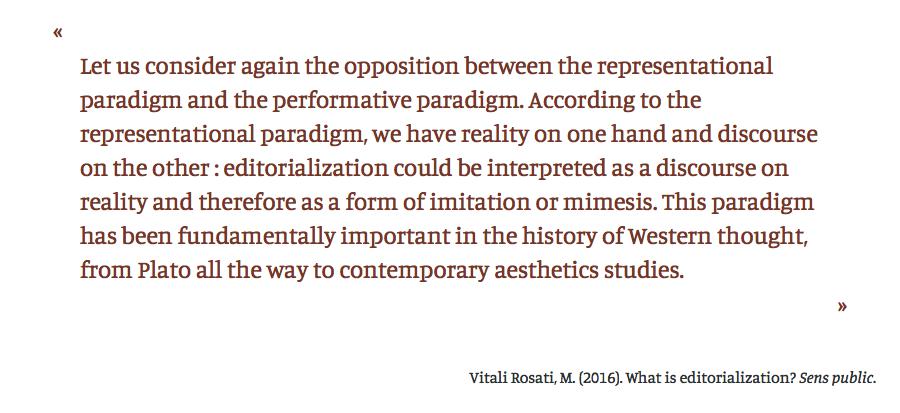 «
Let us consider again the opposition between the representational
paradigm and the performative paradigm. According to the
representational paradigm, we have reality on one hand and discourse
on the other : editorialization could be interpreted as a discourse on
reality and therefore as a form of imitation or mimesis. This paradigm
has been fundamentally important in the history of Western thought,
from Plato all the way to contemporary aesthetics studies.
»
Vitali Rosati, M. (2016). What is editorialization? Sens public.